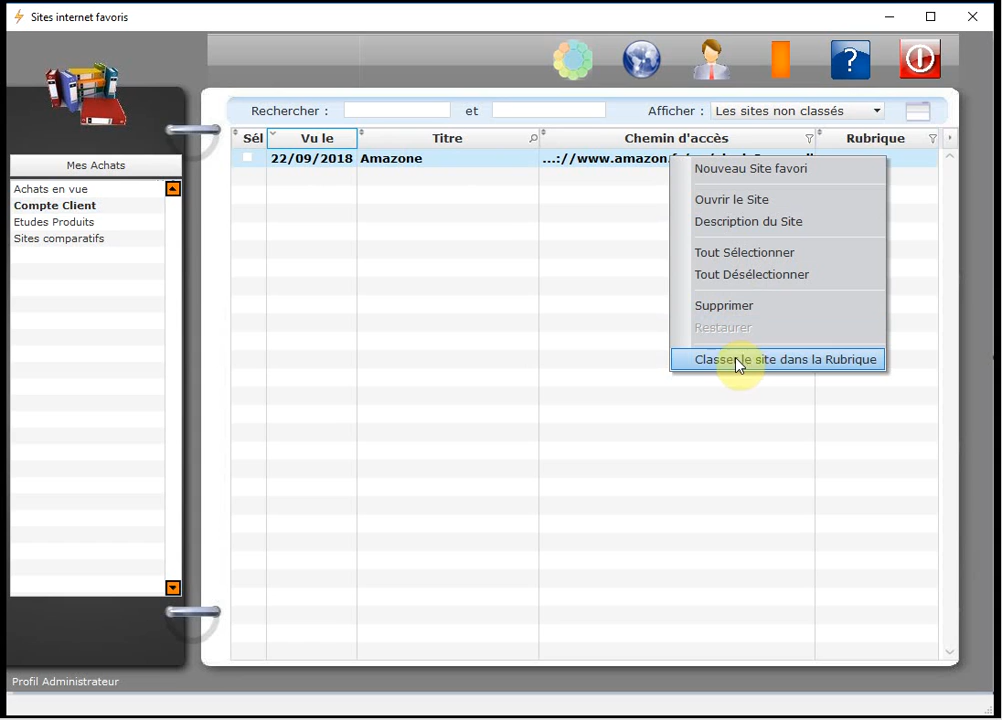 Sites internet favoris
?
Rechercher :
et
Afficher :
Les sites non classés
Mes Achats
Achats en vue
Compte Client
Etudes Produits
Sites comparatifs
Sél
Vu le
Titre
Chemin d'accès
Rubrique
22/09/2018
Amazone
...://www.amazon.
Nouveau Site favori
Ouvrir le Site
Description du Site
Tout Sélectionner
Tout Désélectionner
Supprimer
Restaurer
Classer le site dans la Rubrique
Profil Administrateur